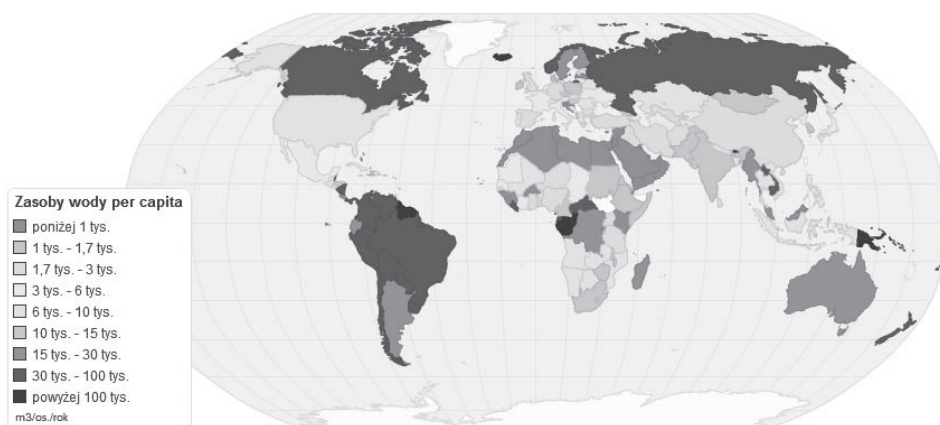 Zasoby wody per capita
poniżej 1 tys.
1 tys. - 1,7 tys.
1,7 tys. - 3 tys.
3 tys. - 6 tys.
6 tys. - 10 tys.
10 tys. - 15 tys.
15 tys. - 30 tys.
30 tys. - 100 tys.
powyżej 100 tys.
m3/os./rok